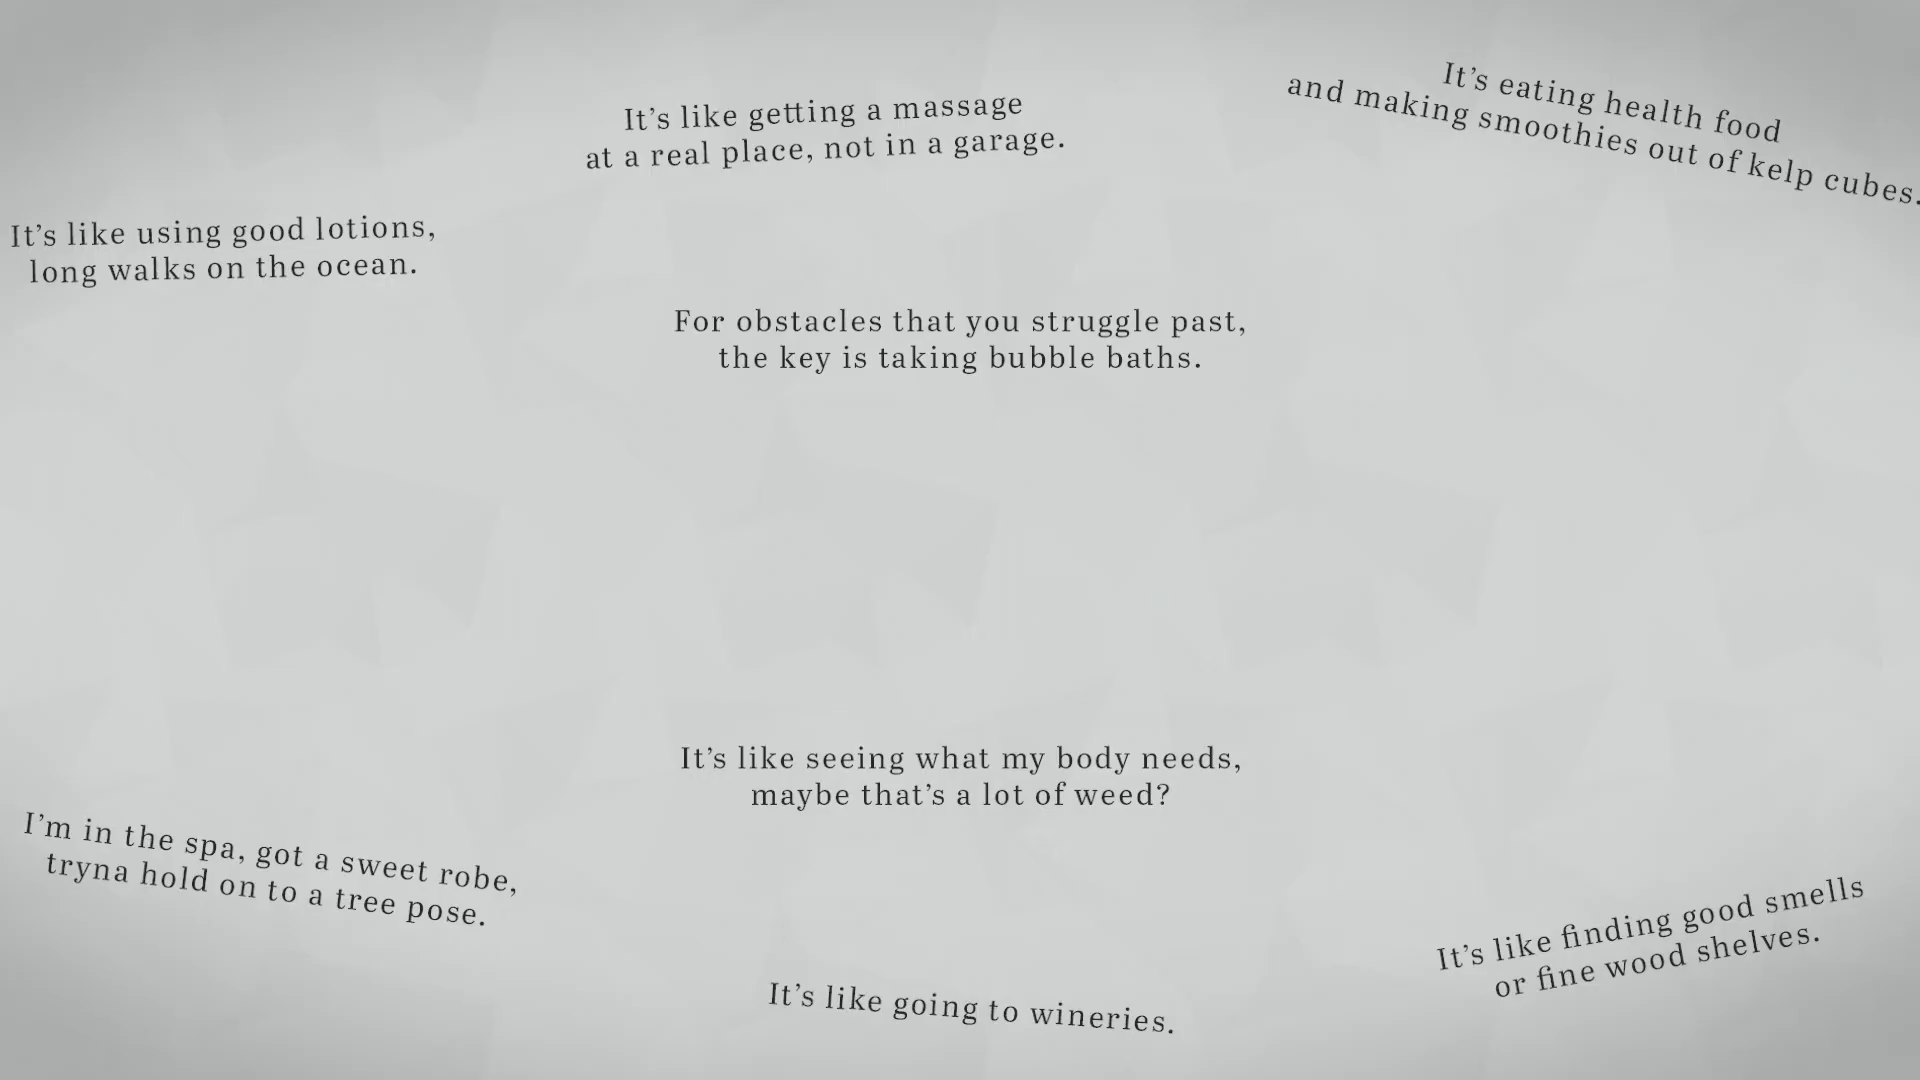 It’s like getting a massage
at a real place, not in a garage.
It’s eating health food
and making smoothies out of kelp cubes.
It’s like using good lotions,
long walks on the ocean.
For obstacles that you struggle past,
the key is taking bubble baths.
It’s like seeing what my body needs,
maybe that’s a lot of weed?
I’m in the spa, got a sweet robe,
tryna hold on to a tree pose.
It’s like finding good smells
or fine wood shelves.
It’s like going to wineries.